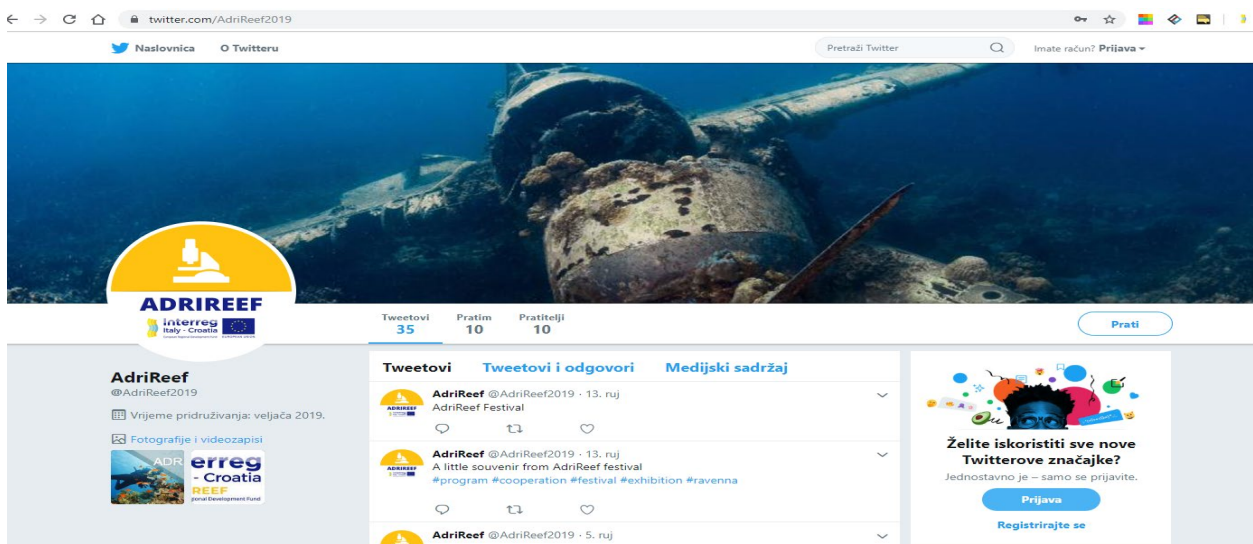 twitter.com/AdriReef2019
Naslovnica O Twitteru
Pretraži Twitter
Imate račun? Prijava
ADRIREEF
Interreg
Italy - Croatia
Tweetovi Pratim Pratitelji
35 10 10
Prati
AdriReef
@AdriReef2019
Vrijeme pridruživanja: veljača 2019.
Fotografije i videozapisi
ADR
erreg
- Croatia
REEF
Tweetovi Tweetovi i odgovori Medijski sadržaj
AdriReef @AdriReef2019 · 13. ruj
AdriReef Festival
AdriReef @AdriReef2019 · 13. ruj
A little souvenir from AdriReef festival
#program #cooperation #festival #exhibition #ravenna
AdriReef @AdriReef2019 · 5. ruj
Želite iskoristiti sve nove
Twitterove značajke?
Jednostavno je – samo se prijavite.
Prijava
Registrirajte se